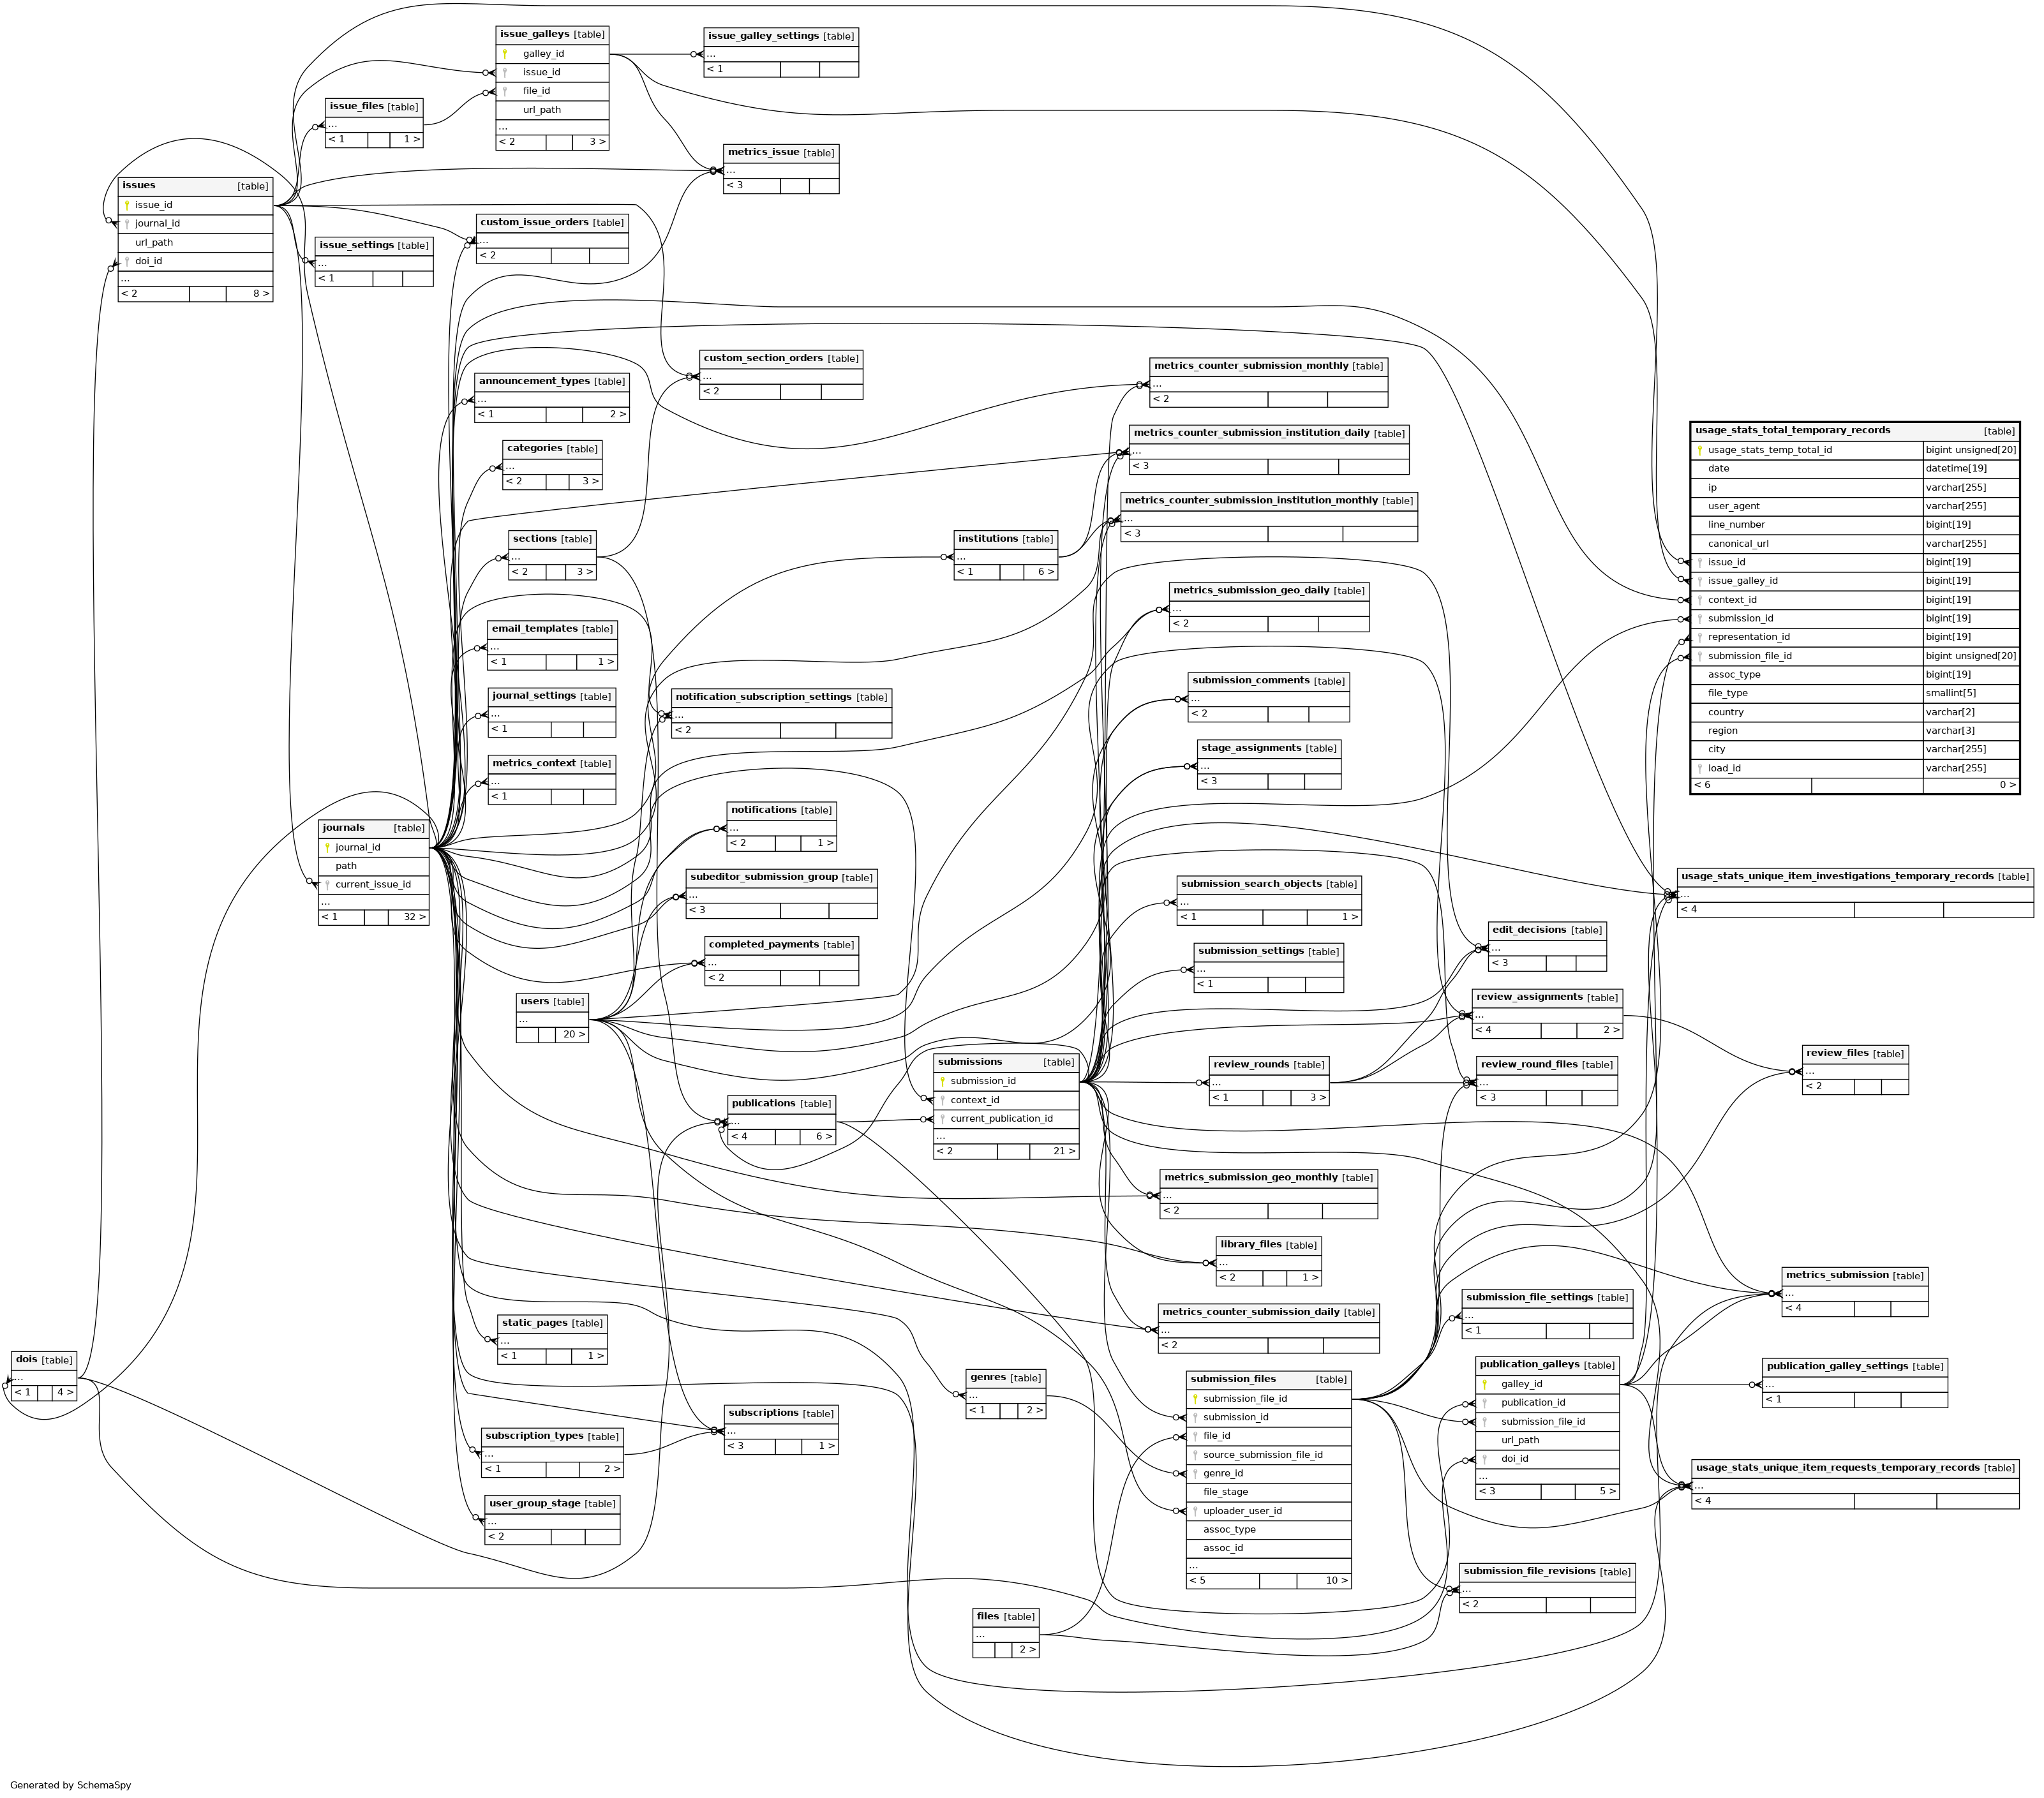 issue_galleys [table]
galley_id
issue_id
file_id
url_path
...
< 2 3 >
issue_galley_settings [table]
...
< 1
issue_files [table]
...
< 1 1 >
metrics_issue [table]
...
< 3
issues [table]
issue_id
journal_id
url_path
doi_id
...
< 2 8 >
custom_issue_orders [table]
...
< 2
issue_settings [table]
...
< 1
custom_section_orders [table]
...
< 2
metrics_counter_submission_monthly [table]
...
< 2
announcement_types [table]
...
< 1 2 >
usage_stats_total_temporary_records [table]
usage_stats_temp_total_id bigint unsigned[20]
date datetime[19]
ip varchar[255]
user_agent varchar[255]
line_number bigint[19]
canonical_url varchar[255]
issue_id bigint[19]
issue_galley_id bigint[19]
context_id bigint[19]
submission_id bigint[19]
representation_id bigint[19]
submission_file_id bigint unsigned[20]
assoc_type bigint[19]
file_type smallint[5]
country varchar[2]
region varchar[3]
city varchar[255]
load_id varchar[255]
< 6 0 >
metrics_counter_submission_institution_daily [table]
...
< 3
categories [table]
...
< 2 3 >
metrics_counter_submission_institution_monthly [table]
...
< 3
sections [table]
...
< 2 3 >
institutions [table]
...
< 1 6 >
metrics_submission_geo_daily [table]
...
< 2
email_templates [table]
...
< 1 1 >
submission_comments [table]
...
< 2
journal_settings [table]
...
< 1
notification_subscription_settings [table]
...
< 2
stage_assignments [table]
...
< 3
metrics_context [table]
...
< 1
notifications [table]
...
< 2 1 >
journals [table]
journal_id
path
current_issue_id
...
< 1 32 >
subeditor_submission_group [table]
...
< 3
submission_search_objects [table]
...
< 1 1 >
usage_stats_unique_item_investigations_temporary_records [table]
...
< 4
completed_payments [table]
...
< 2
submission_settings [table]
...
< 1
edit_decisions [table]
...
< 3
users [table]
...
20 >
review_assignments [table]
...
< 4 2 >
submissions [table]
submission_id
context_id
current_publication_id
...
< 2 21 >
review_rounds [table]
...
< 1 3 >
review_round_files [table]
...
< 3
review_files [table]
...
< 2
publications [table]
...
< 4 6 >
metrics_submission_geo_monthly [table]
...
< 2
library_files [table]
...
< 2 1 >
metrics_submission [table]
...
< 4
metrics_counter_submission_daily [table]
...
< 2
submission_file_settings [table]
...
< 1
static_pages [table]
...
< 1 1 >
dois [table]
...
< 1 4 >
genres [table]
...
< 1 2 >
submission_files [table]
submission_file_id
submission_id
file_id
source_submission_file_id
genre_id
file_stage
uploader_user_id
assoc_type
assoc_id
...
< 5 10 >
publication_galleys [table]
galley_id
publication_id
submission_file_id
url_path
doi_id
...
< 3 5 >
publication_galley_settings [table]
...
< 1
subscriptions [table]
...
< 3 1 >
subscription_types [table]
...
< 1 2 >
usage_stats_unique_item_requests_temporary_records [table]
...
< 4
user_group_stage [table]
...
< 2
submission_file_revisions [table]
...
< 2
files [table]
...
2 >
Generated by SchemaSpy